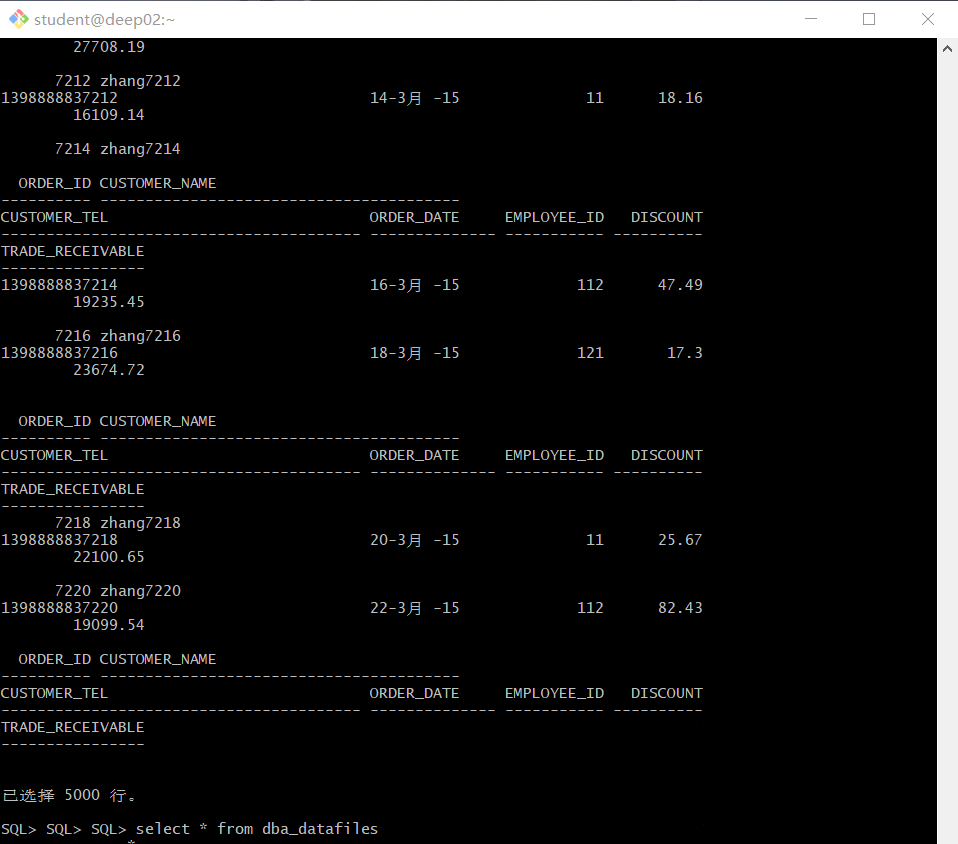 student@deep02:~
27708.19
7212 zhang7212
1398888837212 14-3月 -15 11 18.16
16109.14
7214 zhang7214
ORDER_ID CUSTOMER_NAME
---------- ----------------------------------------
CUSTOMER_TEL ORDER_DATE EMPLOYEE_ID DISCOUNT
---------------------------------------- -------------- ----------- ----------
TRADE_RECEIVABLE
----------------
1398888837214 16-3月 -15 112 47.49
19235.45
7216 zhang7216
1398888837216 18-3月 -15 121 17.3
23674.72
ORDER_ID CUSTOMER_NAME
---------- ----------------------------------------
CUSTOMER_TEL ORDER_DATE EMPLOYEE_ID DISCOUNT
---------------------------------------- -------------- ----------- ----------
TRADE_RECEIVABLE
----------------
7218 zhang7218
1398888837218 20-3月 -15 11 25.67
22100.65
7220 zhang7220
1398888837220 22-3月 -15 112 82.43
19099.54
ORDER_ID CUSTOMER_NAME
---------- ----------------------------------------
CUSTOMER_TEL ORDER_DATE EMPLOYEE_ID DISCOUNT
---------------------------------------- -------------- ----------- ----------
TRADE_RECEIVABLE
----------------
已选择 5000 行。
SQL> SQL> SQL> select * from dba_datafiles
*